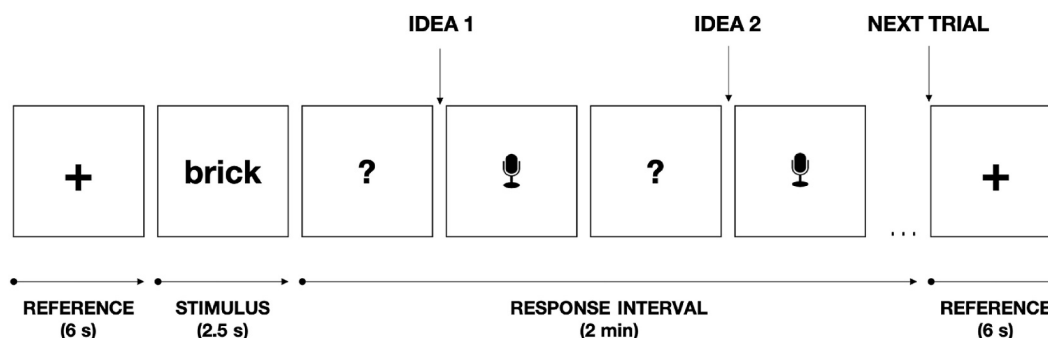 IDEA 1
IDEA 2
NEXT TRIAL
+
brick
?
?
+
...
REFERENCE
(6 s)
STIMULUS
(2.5 s)
RESPONSE INTERVAL
(2 min)
REFERENCE
(6 s)